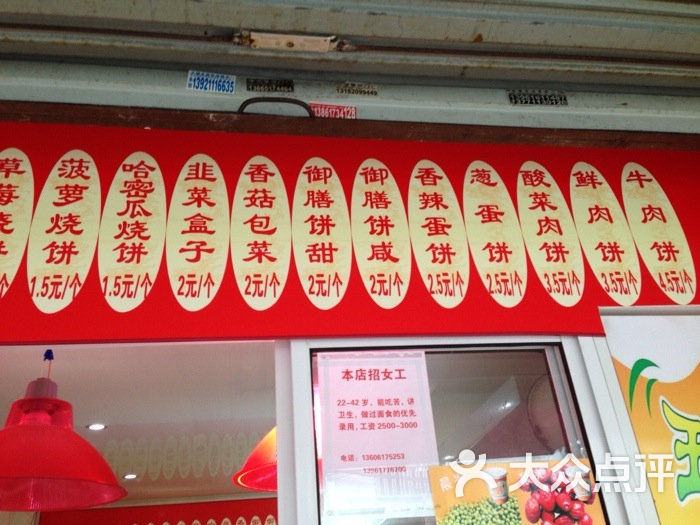 13921116635
13861734128
13182099449
草莓烧饼
菠萝烧饼
1.5元/个
哈密瓜烧饼
1.5元/个
韭菜盒子
2元/个
香菇包菜
2元/个
御膳饼甜
2元/个
御膳饼咸
2元/个
香辣蛋饼
2.5元/个
葱蛋饼
2.5元/个
酸菜肉饼
3.5元/个
鲜肉饼
3.5元/个
牛肉饼
4.5元/个
本店招女工
22-42岁，能吃苦，讲
卫生，做过面食的优先
录用，工资2500-3000
电话：13606175253
大众点评